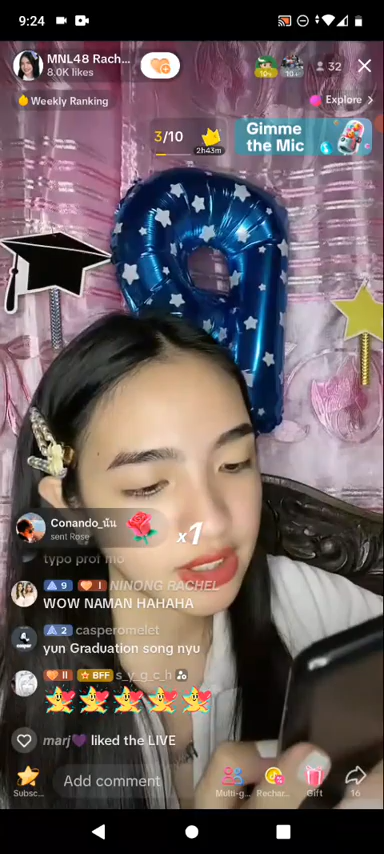 9:24
MNL48 Rach...
8.0K likes
10+
10+
32
Weekly Ranking
Explore
3/10
2h43m
Gimme
the Mic
Conando_นั่น
sent Rose
x1
typo prof mo
9 I NINONG RACHEL
WOW NAMAN HAHAHA
2 casperomelet
yun Graduation song nyu
II BFF s_y_g_c_h
marj💜 liked the LIVE
Subsc...
Add comment
Multi-g...
Rechar...
Gift
16